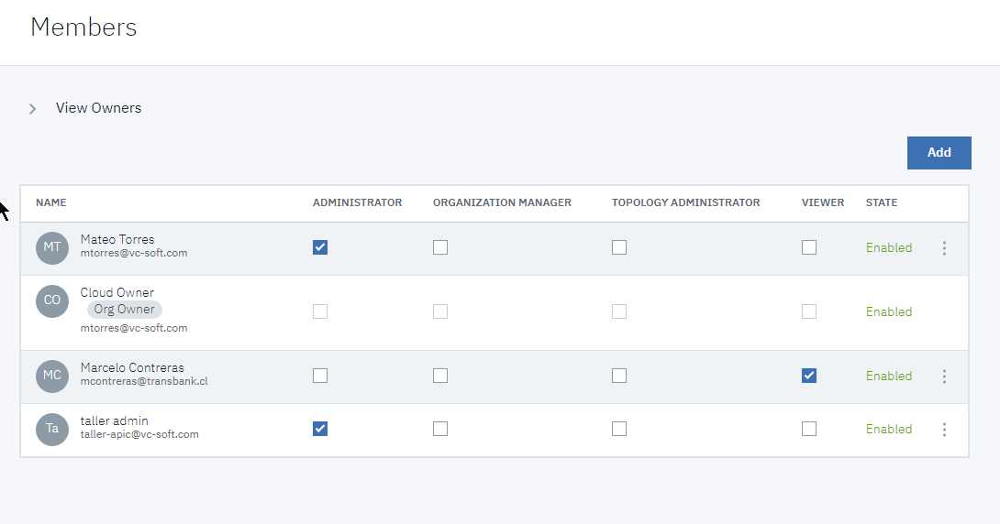 Members
View Owners
Add
NAME ADMINISTRATOR ORGANIZATION MANAGER TOPOLOGY ADMINISTRATOR VIEWER STATE
MT Mateo Torres
mtorres@vc-soft.com Enabled
CO Cloud Owner
Org Owner
mtorres@vc-soft.com Enabled
MC Marcelo Contreras
mcontreras@transbank.cl Enabled
Ta taller admin
taller-apic@vc-soft.com Enabled